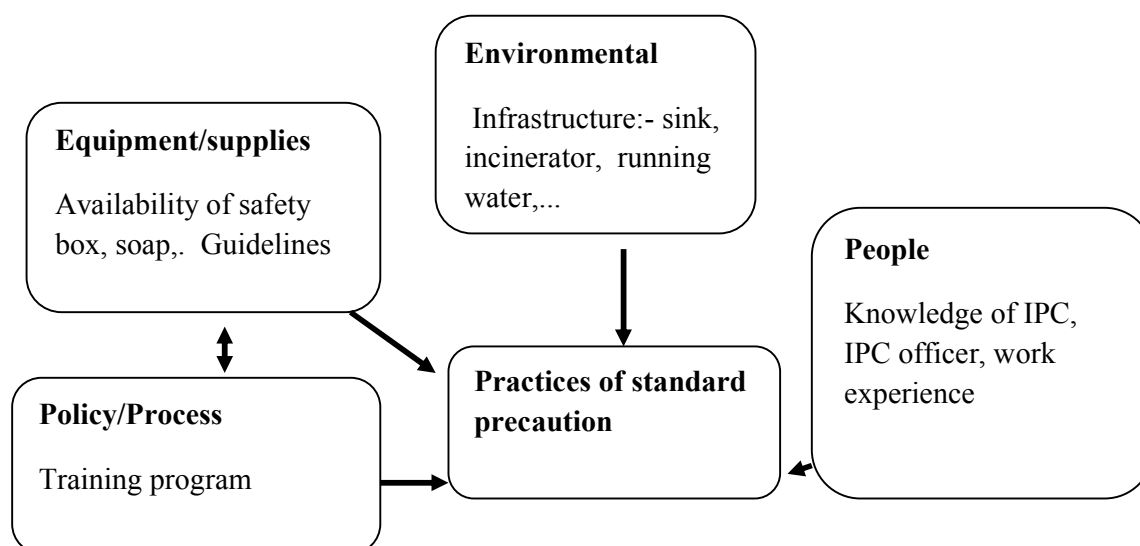 Environmental
Infrastructure:- sink,
incinerator, running
water,...
Equipment/supplies
Availability of safety
box, soap,. Guidelines
People
Knowledge of IPC,
IPC officer, work
experience
Practices of standard
precaution
Policy/Process
Training program